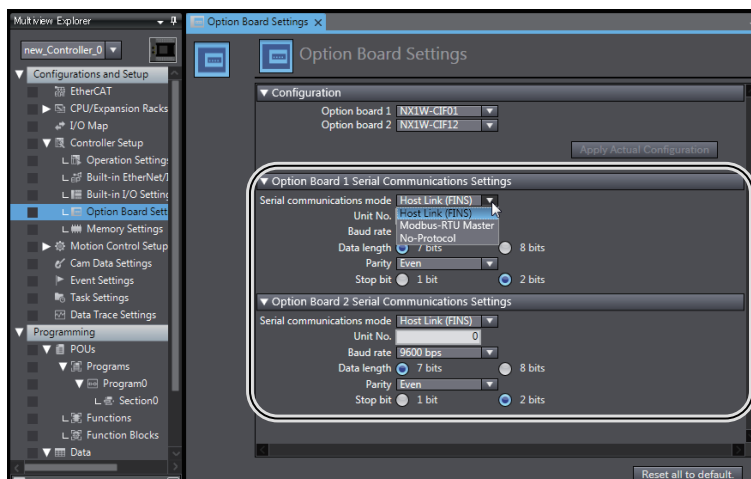 Multiview Explorer
Option Board Settings
new_Controller_0
Option Board Settings
Configurations and Setup
EtherCAT
CPU/Expansion Racks
I/O Map
Controller Setup
Operation Settings
Built-in EtherNet/I
Built-in I/O Setting
Option Board Sett
Memory Settings
Motion Control Setup
Cam Data Settings
Event Settings
Task Settings
Data Trace Settings
Programming
POUs
Programs
Program0
Section0
Functions
Function Blocks
Data
Configuration
Option board 1 NX1W-CIF01
Option board 2 NX1W-CIF12
Apply Actual Configuration
Option Board 1 Serial Communications Settings
Serial communications mode Host Link (FINS)
Host Link (FINS)
Modbus-RTU Master
No-Protocol
Unit No.
Baud rate
Data length 7 bits 8 bits
Parity Even
Stop bit 1 bit 2 bits
Option Board 2 Serial Communications Settings
Serial communications mode Host Link (FINS)
Unit No. 0
Baud rate 9600 bps
Data length 7 bits 8 bits
Parity Even
Stop bit 1 bit 2 bits
Reset all to default.